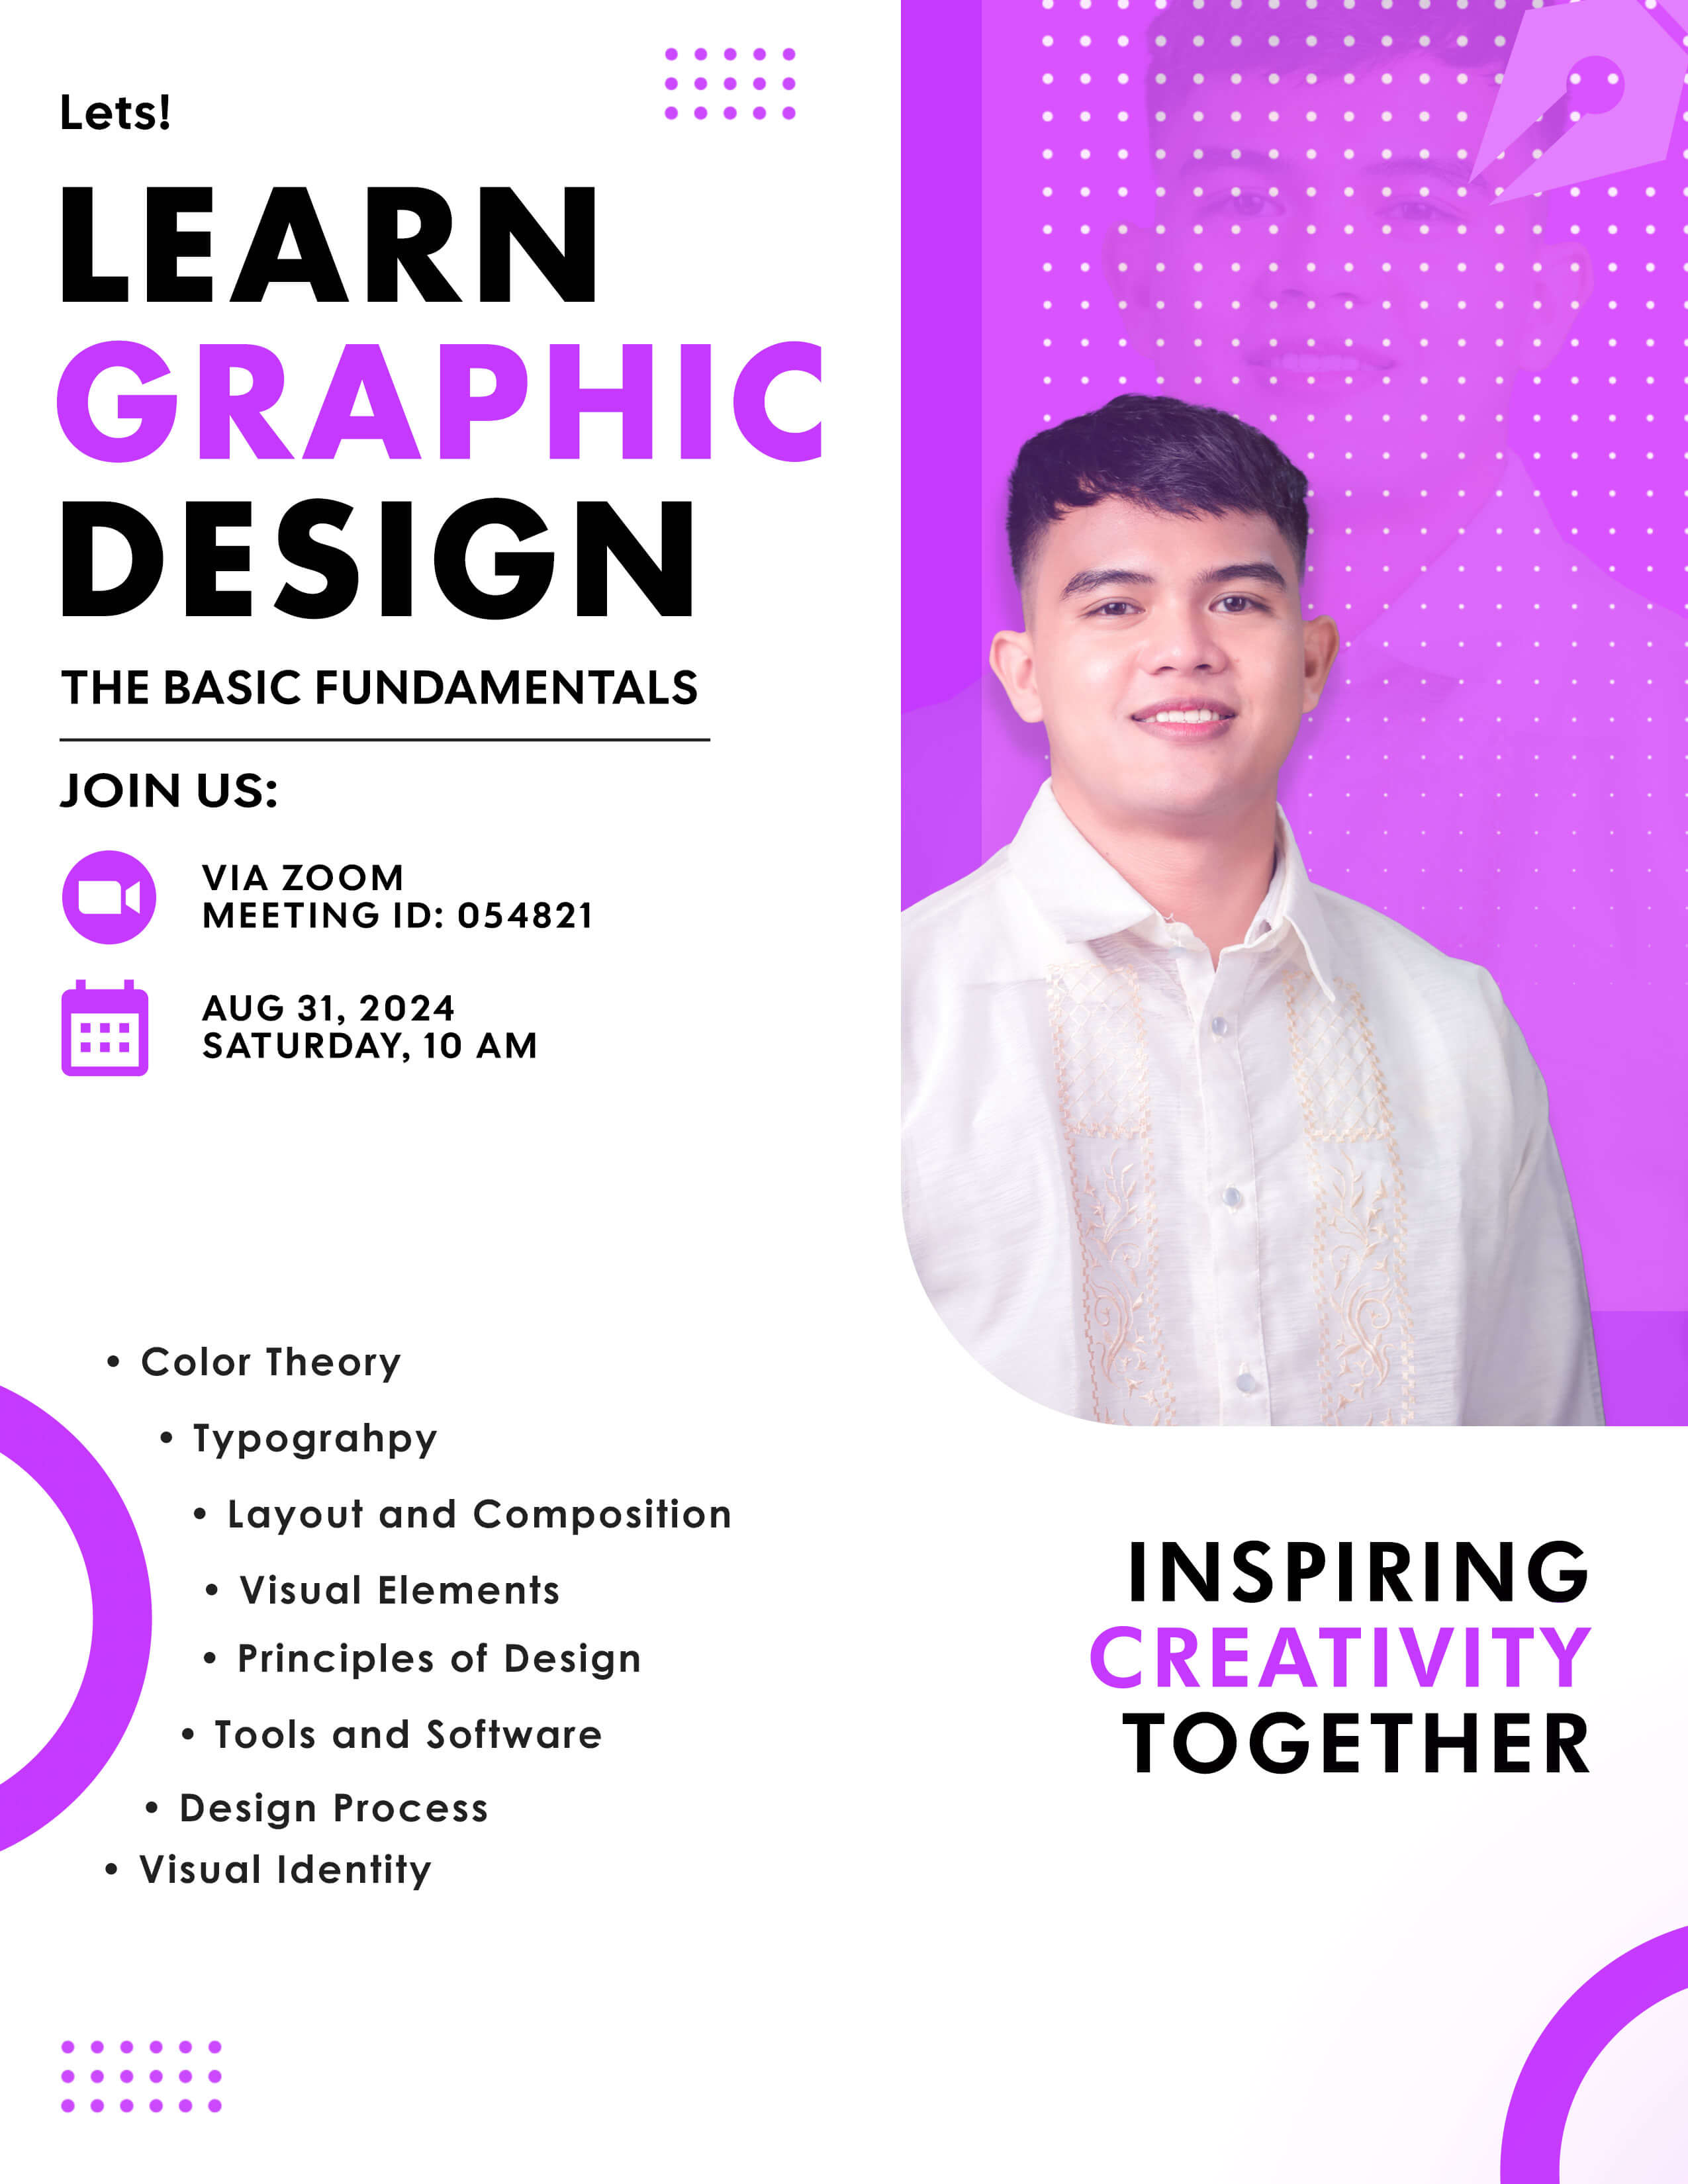 Lets!
LEARN
GRAPHIC
DESIGN
THE BASIC FUNDAMENTALS
JOIN US:
VIA ZOOM
MEETING ID: 054821
AUG 31, 2024
SATURDAY, 10 AM
• Color Theory
• Typograhpy
• Layout and Composition
• Visual Elements
• Principles of Design
• Tools and Software
• Design Process
• Visual Identity
INSPIRING
CREATIVITY
TOGETHER